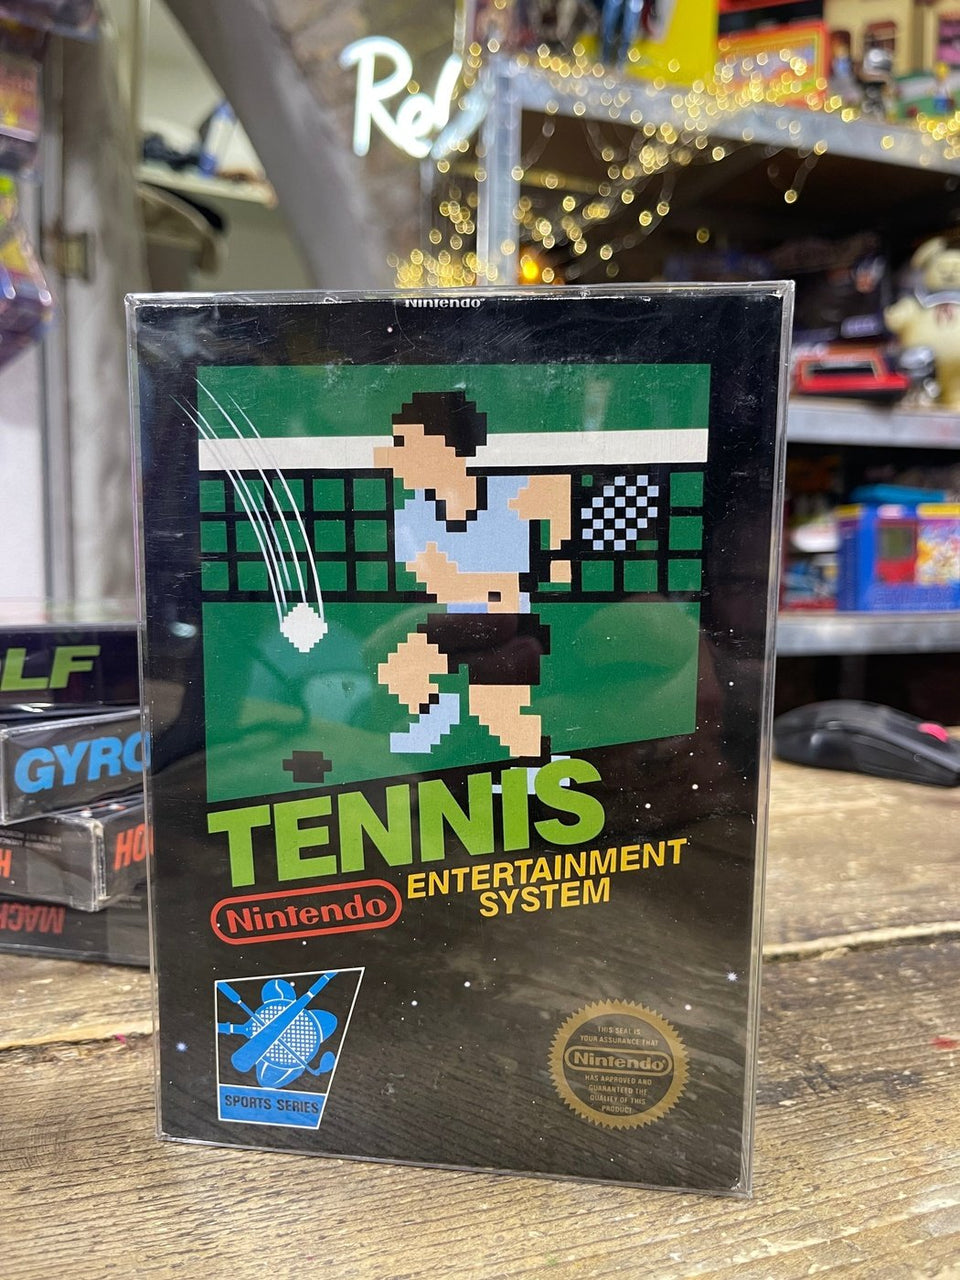 Nintendo
TENNIS
Nintendo
ENTERTAINMENT
SYSTEM
SPORTS SERIES
THIS SEAL IS
YOUR ASSURANCE THAT
Nintendo
HAS APPROVED AND
GUARANTEED THE
QUALITY OF THIS
PRODUCT
LF
GYRO
H
HO
MACH